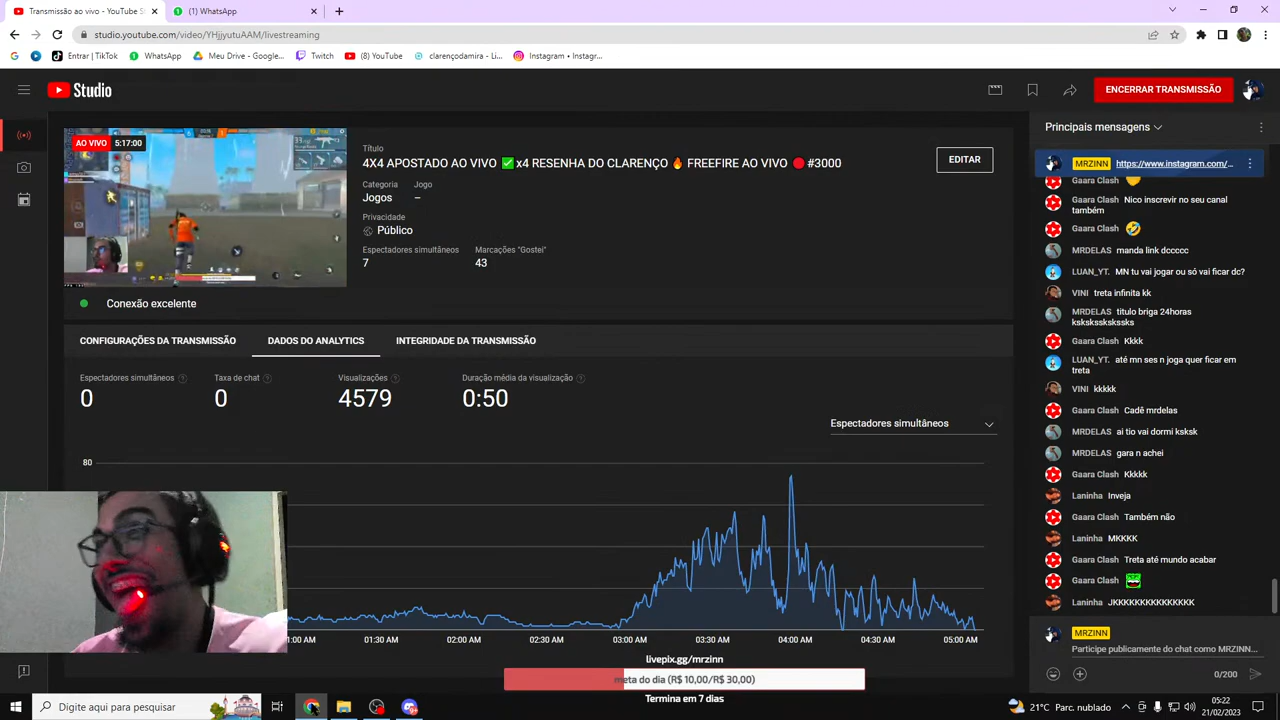 Transmissão ao vivo - YouTube S
(1) WhatsApp
studio.youtube.com/video/YHjjyutuAAM/livestreaming
Entrar | TikTok
WhatsApp
Meu Drive - Google...
Twitch
(8) YouTube
clarençodamira - Li...
Instagram • Instagr...
Studio
ENCERRAR TRANSMISSÃO
AO VIVO 5:17:00
Título
4X4 APOSTADO AO VIVO ✅ x4 RESENHA DO CLARENÇO 🔥 FREEFIRE AO VIVO 🔴 #3000
EDITAR
Categoria Jogo
Jogos –
Privacidade
Público
Espectadores simultâneos Marcações "Gostei"
7 43
Conexão excelente
CONFIGURAÇÕES DA TRANSMISSÃO
DADOS DO ANALYTICS
INTEGRIDADE DA TRANSMISSÃO
Espectadores simultâneos
0
Taxa de chat
0
Visualizações
4579
Duração média da visualização
0:50
Espectadores simultâneos
80
01:00 AM 01:30 AM 02:00 AM 02:30 AM 03:00 AM 03:30 AM 04:00 AM 04:30 AM 05:00 AM
livepix.gg/mrzinn
meta do dia (R$ 10,00/R$ 30,00)
Termina em 7 dias
Principais mensagens
MRZINN https://www.instagram.com/...
Gaara Clash 💛
Gaara Clash Nico inscrever no seu canal
também
Gaara Clash 🤣
MRDELAS manda link dccccc
LUAN_YT. MN tu vai jogar ou só vai ficar dc?
VINI treta infinita kk
MRDELAS titulo briga 24horas
ksksksskskssks
Gaara Clash Kkkk
LUAN_YT. até mn ses n joga quer ficar em
treta
VINI kkkkk
Gaara Clash Cadê mrdelas
MRDELAS ai tio vai dormi ksksk
MRDELAS gara n achei
Gaara Clash Kkkkk
Laninha Inveja
Gaara Clash Também não
Laninha MKKKK
Gaara Clash Treta até mundo acabar
Gaara Clash
Laninha JKKKKKKKKKKKKKK
MRZINN
Participe publicamente do chat como MRZINN...
0/200
Digite aqui para pesquisar
21°C Parc. nublado
05:22
21/02/2023